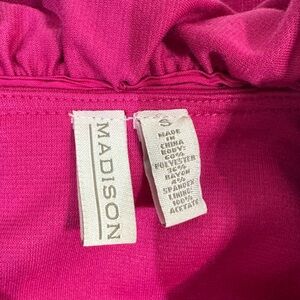 MADISON
S
MADE
IN
CHINA
BODY:
60%
POLYESTER
36%
RAYON
4%
SPANDEX
LINING:
100%
ACETATE